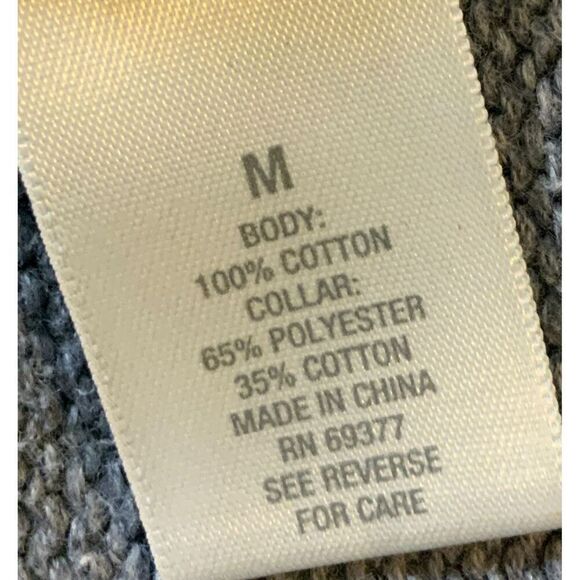 M
BODY:
100% COTTON
COLLAR:
65% POLYESTER
35% COTTON
MADE IN CHINA
RN 69377
SEE REVERSE
FOR CARE